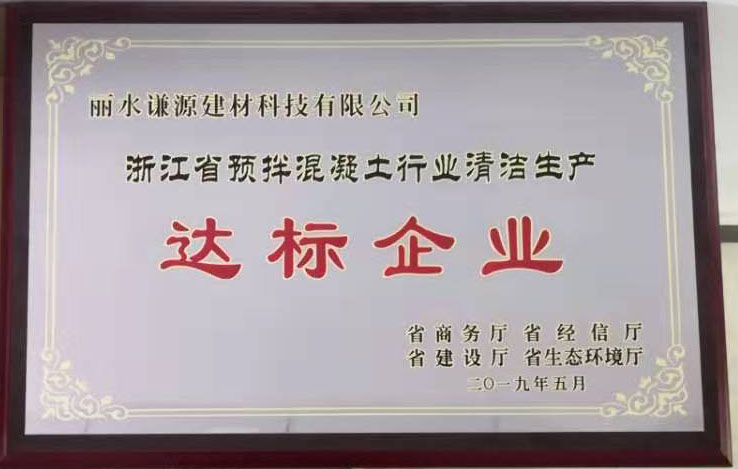 丽水谦源建材科技有限公司
浙江省预拌混凝土行业清洁生产
达标企业
省商务厅 省经信厅
省建设厅 省生态环境厅
二〇一九年五月